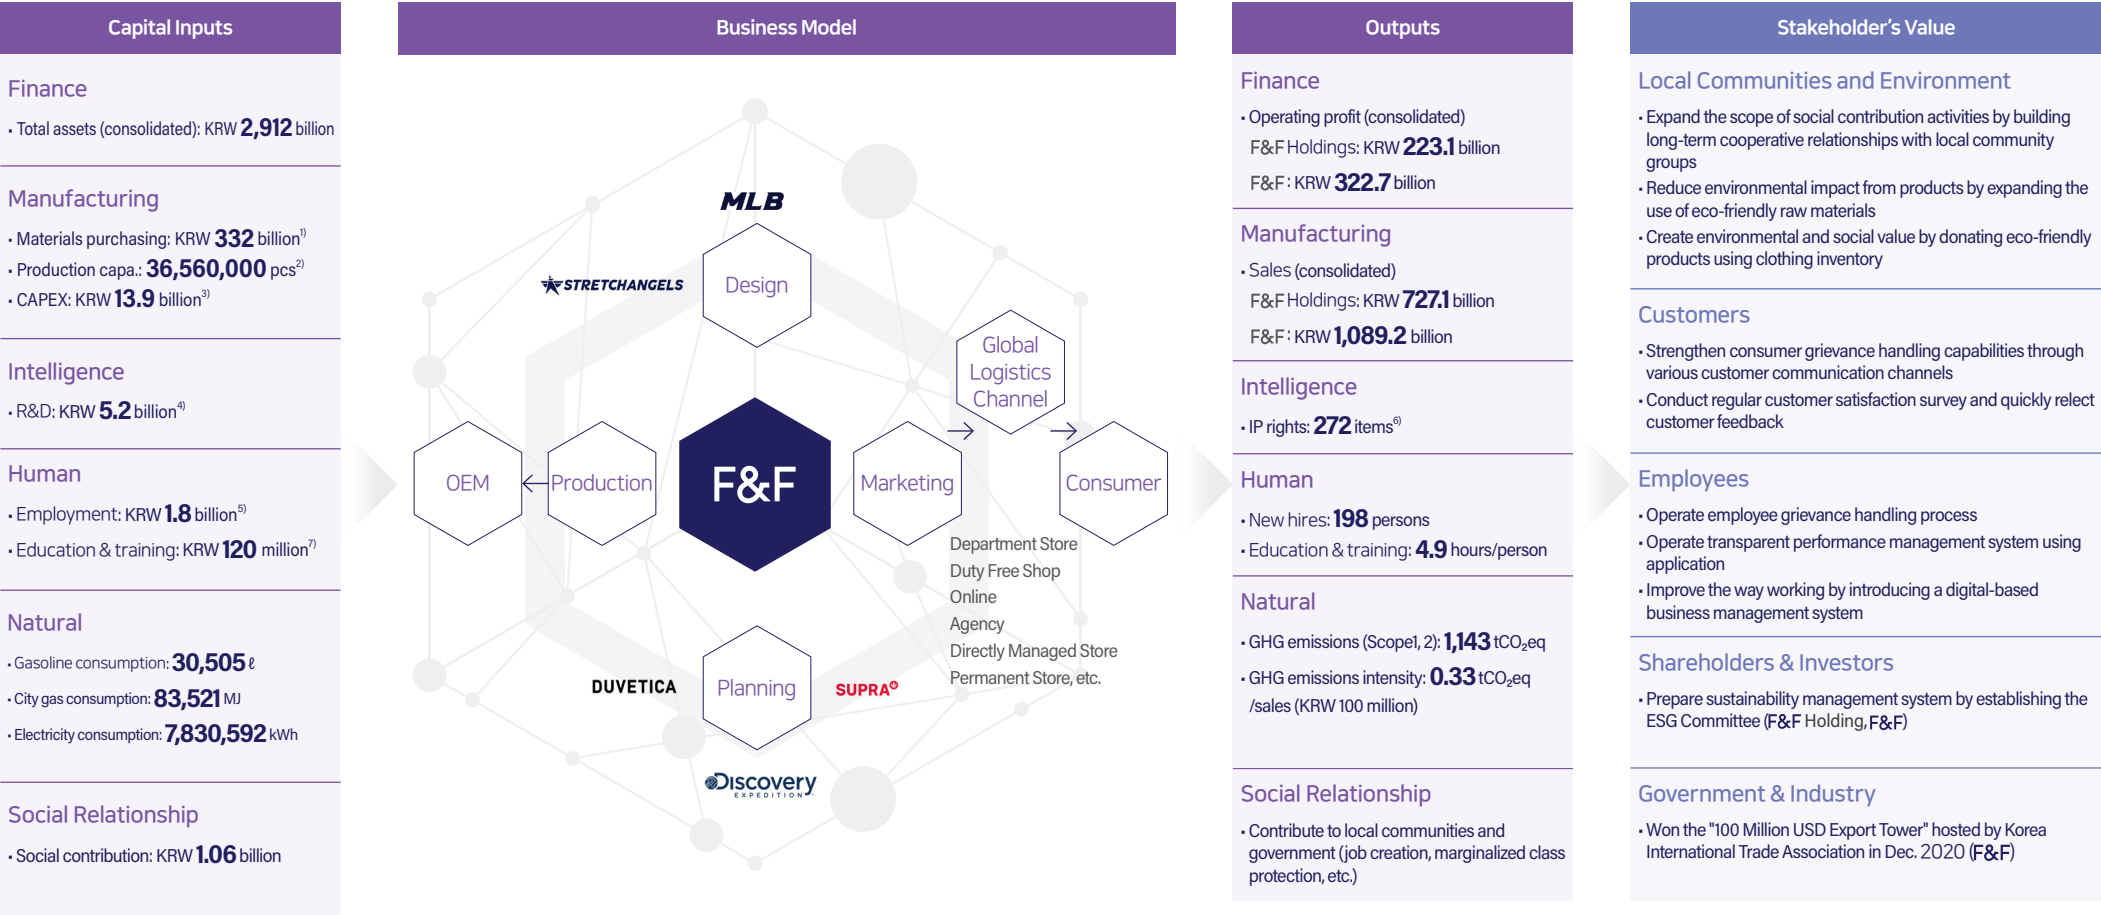 Capital Inputs
Finance
· Total assets (consolidated): KRW 2,912 billion
Manufacturing
· Materials purchasing: KRW 332 billion1)
· Production capa.: 36,560,000 pcs2)
· CAPEX: KRW 13.9 billion3)
Intelligence
· R&D: KRW 5.2 billion4)
Human
· Employment: KRW 1.8 billion5)
· Education & training: KRW 120 million7)
Natural
· Gasoline consumption: 30,505 ℓ
· City gas consumption: 83,521 MJ
· Electricity consumption: 7,830,592 kWh
Social Relationship
· Social contribution: KRW 1.06 billion
Business Model
MLB
STRETCHANGELS
Design
Global
Logistics
Channel
OEM
Production
F&F
Marketing
Consumer
Department Store
Duty Free Shop
Online
Agency
Directly Managed Store
Permanent Store, etc.
DUVETICA
Planning
SUPRA
Discovery
EXPEDITION
Outputs
Finance
· Operating profit (consolidated)
F&F Holdings: KRW 223.1 billion
F&F : KRW 322.7 billion
Manufacturing
· Sales (consolidated)
F&F Holdings: KRW 727.1 billion
F&F : KRW 1,089.2 billion
Intelligence
· IP rights: 272 items6)
Human
· New hires: 198 persons
· Education & training: 4.9 hours/person
Natural
· GHG emissions (Scope1, 2): 1,143 tCO₂eq
· GHG emissions intensity: 0.33 tCO₂eq
/sales (KRW 100 million)
Social Relationship
· Contribute to local communities and
government (job creation, marginalized class
protection, etc.)
Stakeholder's Value
Local Communities and Environment
· Expand the scope of social contribution activities by building
long-term cooperative relationships with local community
groups
· Reduce environmental impact from products by expanding the
use of eco-friendly raw materials
· Create environmental and social value by donating eco-friendly
products using clothing inventory
Customers
· Strengthen consumer grievance handling capabilities through
various customer communication channels
· Conduct regular customer satisfaction survey and quickly relect
customer feedback
Employees
· Operate employee grievance handling process
· Operate transparent performance management system using
application
· Improve the way working by introducing a digital-based
business management system
Shareholders & Investors
· Prepare sustainability management system by establishing the
ESG Committee (F&F Holding, F&F)
Government & Industry
· Won the "100 Million USD Export Tower" hosted by Korea
International Trade Association in Dec. 2020 (F&F)